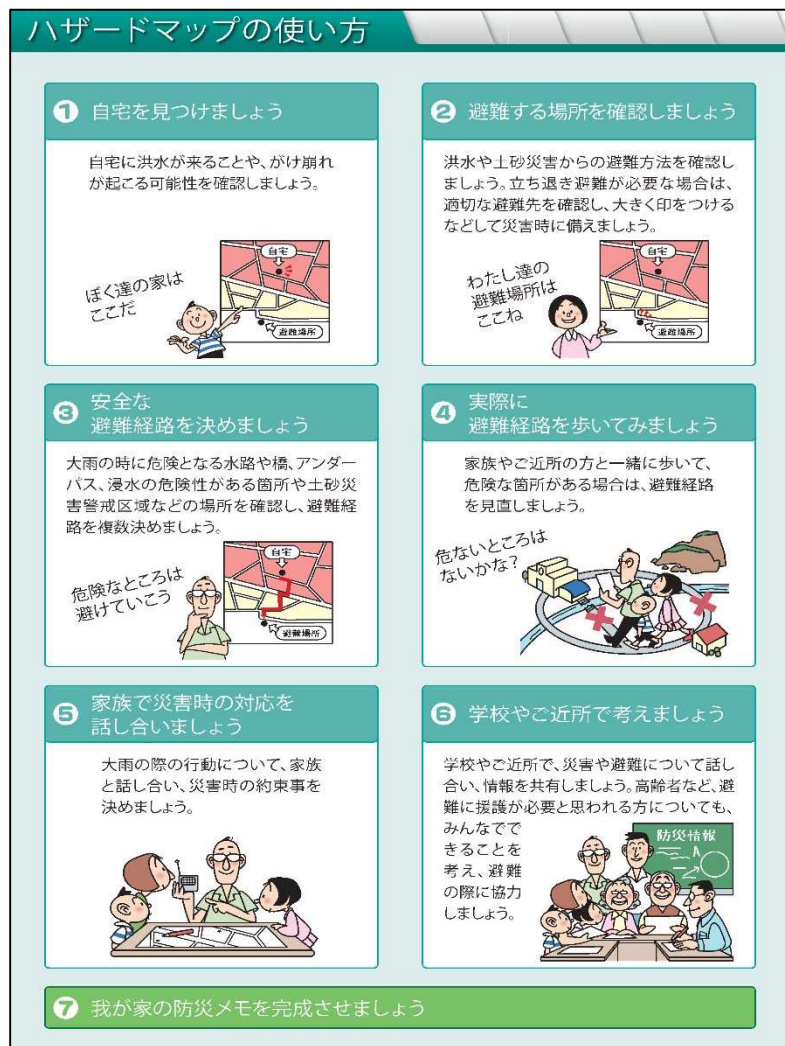 ハザードマップの使い方
1 自宅を見つけましょう
自宅に洪水が来ることや、がけ崩れ
が起こる可能性を確認しましょう。
自宅
ぼく達の家は
ここだ
避難場所
2 避難する場所を確認しましょう
洪水や土砂災害からの避難方法を確認し
ましょう。立ち退き避難が必要な場合は、
適切な避難先を確認し、大きく印をつける
などして災害時に備えましょう。
自宅
わたし達の
避難場所は
ここね
避難場所
3 安全な
避難経路を決めましょう
大雨の時に危険となる水路や橋、アンダー
パス、浸水の危険性がある箇所や土砂災
害警戒区域などの場所を確認し、避難経
路を複数決めましょう。
自宅
危険なところは
避けていこう
避難場所
4 実際に
避難経路を歩いてみましょう
家族やご近所の方と一緒に歩いて、
危険な箇所がある場合は、避難経路
を見直しましょう。
危ないところは
ないかな?
5 家族で災害時の対応を
話し合いましょう
大雨の際の行動について、家族
と話し合い、災害時の約束事を
決めましょう。
6 学校やご近所で考えましょう
学校やご近所で、災害や避難について話し
合い、情報を共有しましょう。高齢者など、避
難に援護が必要と思われる方についても、
みんなでで
きることを
考え、避難
の際に協力
しましょう。
防災情報
A
7 我が家の防災メモを完成させましょう